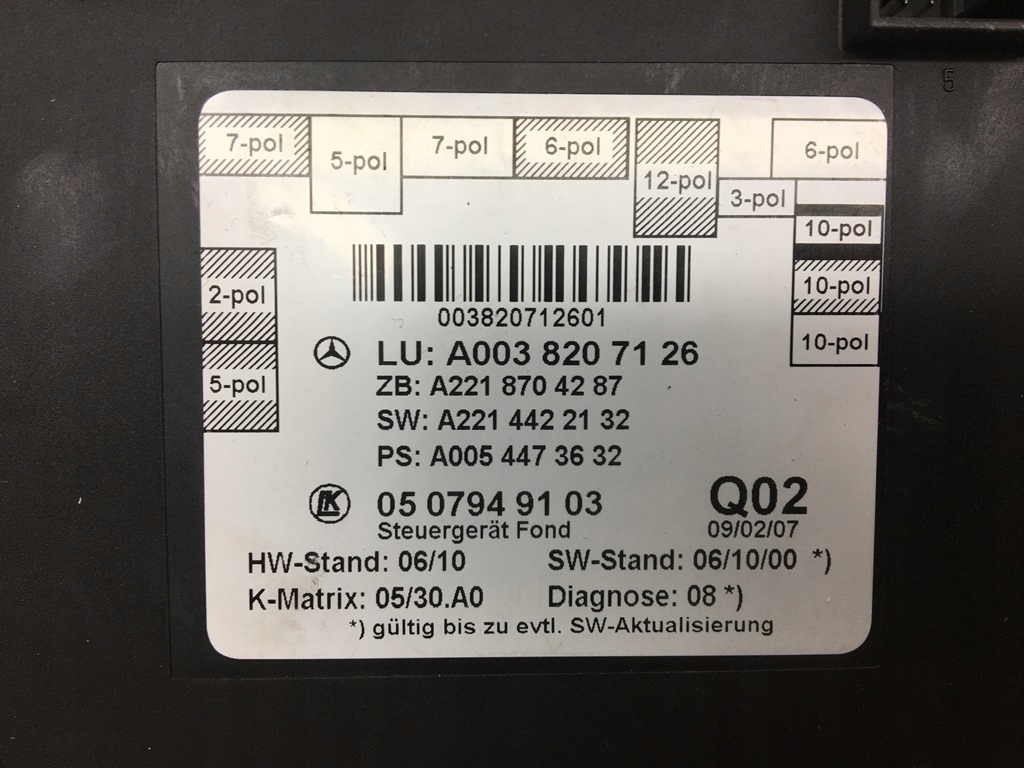 5
7-pol
5-pol
7-pol
6-pol
12-pol
3-pol
6-pol
10-pol
10-pol
10-pol
2-pol
5-pol
003820712601
LU: A003 820 71 26
ZB: A221 870 42 87
SW: A221 442 21 32
PS: A005 447 36 32
LK 05 0794 91 03 Q02
Steuergerät Fond 09/02/07
HW-Stand: 06/10 SW-Stand: 06/10/00 *)
K-Matrix: 05/30.A0 Diagnose: 08 *)
*) gültig bis zu evtl. SW-Aktualisierung